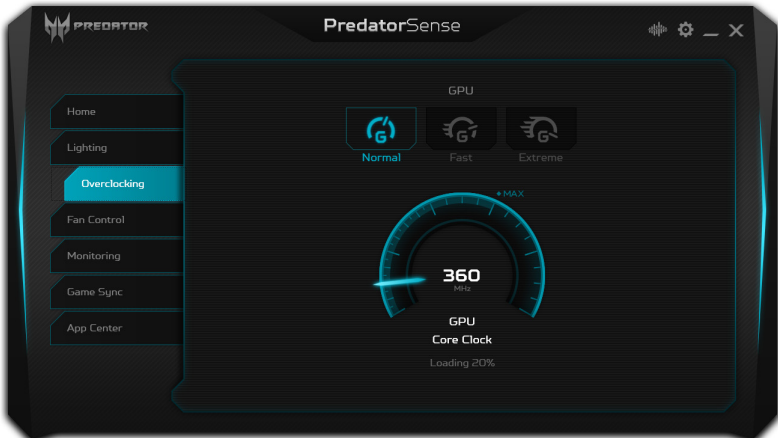 PREDATOR
PredatorSense
Home
Lighting
Overclocking
Fan Control
Monitoring
Game Sync
App Center
GPU
G
G
G
Normal
Fast
Extreme
MAX
360
MHz
GPU
Core Clock
Loading 20%